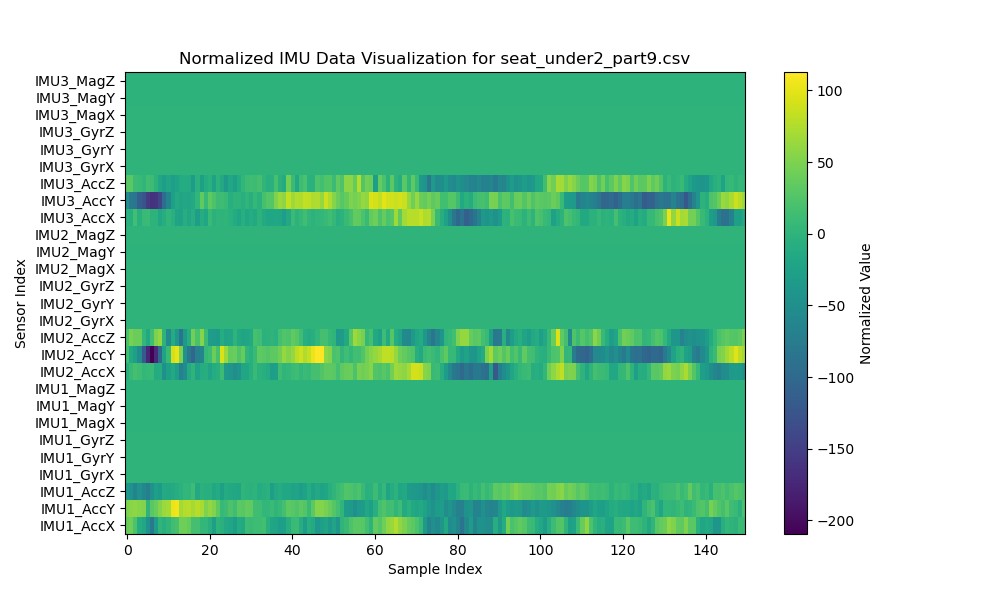 Normalized IMU Data Visualization for seat_under2_part9.csv
IMU3_MagZ
IMU3_MagY
IMU3_MagX
IMU3_GyrZ
IMU3_GyrY
IMU3_GyrX
IMU3_AccZ
IMU3_AccY
IMU3_AccX
IMU2_MagZ
IMU2_MagY
IMU2_MagX
IMU2_GyrZ
IMU2_GyrY
IMU2_GyrX
IMU2_AccZ
IMU2_AccY
IMU2_AccX
IMU1_MagZ
IMU1_MagY
IMU1_MagX
IMU1_GyrZ
IMU1_GyrY
IMU1_GyrX
IMU1_AccZ
IMU1_AccY
IMU1_AccX
Sensor Index
0 20 40 60 80 100 120 140
Sample Index
100
50
0
−50
−100
−150
−200
Normalized Value